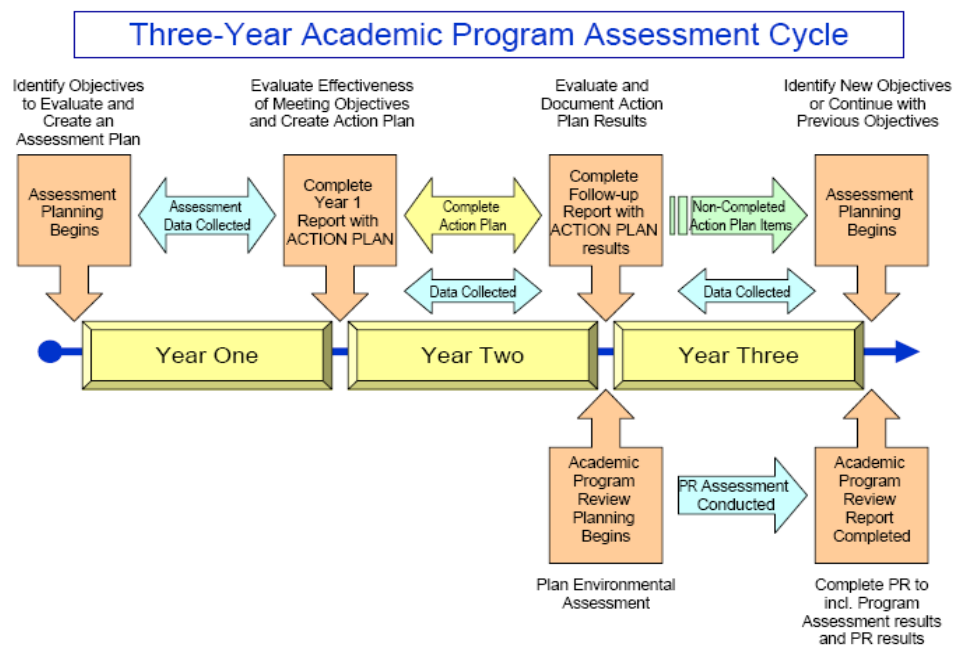 Three-Year Academic Program Assessment Cycle
Identify Objectives
to Evaluate and
Create an
Assessment Plan
Evaluate Effectiveness
of Meeting Objectives
and Create Action Plan
Evaluate and
Document Action
Plan Results
Identify New Objectives
or Continue with
Previous Objectives
Assessment
Planning
Begins
Assessment
Data Collected
Complete
Year 1
Report with
ACTION PLAN
Complete
Action Plan
Complete
Follow-up
Report with
ACTION PLAN
results
Non-Completed
Action Plan Items
Assessment
Planning
Begins
Data Collected
Data Collected
Year One
Year Two
Year Three
Academic
Program
Review
Planning
Begins
PR Assessment
Conducted
Academic
Program
Review
Report
Completed
Plan Environmental
Assessment
Complete PR to
incl. Program
Assessment results
and PR results